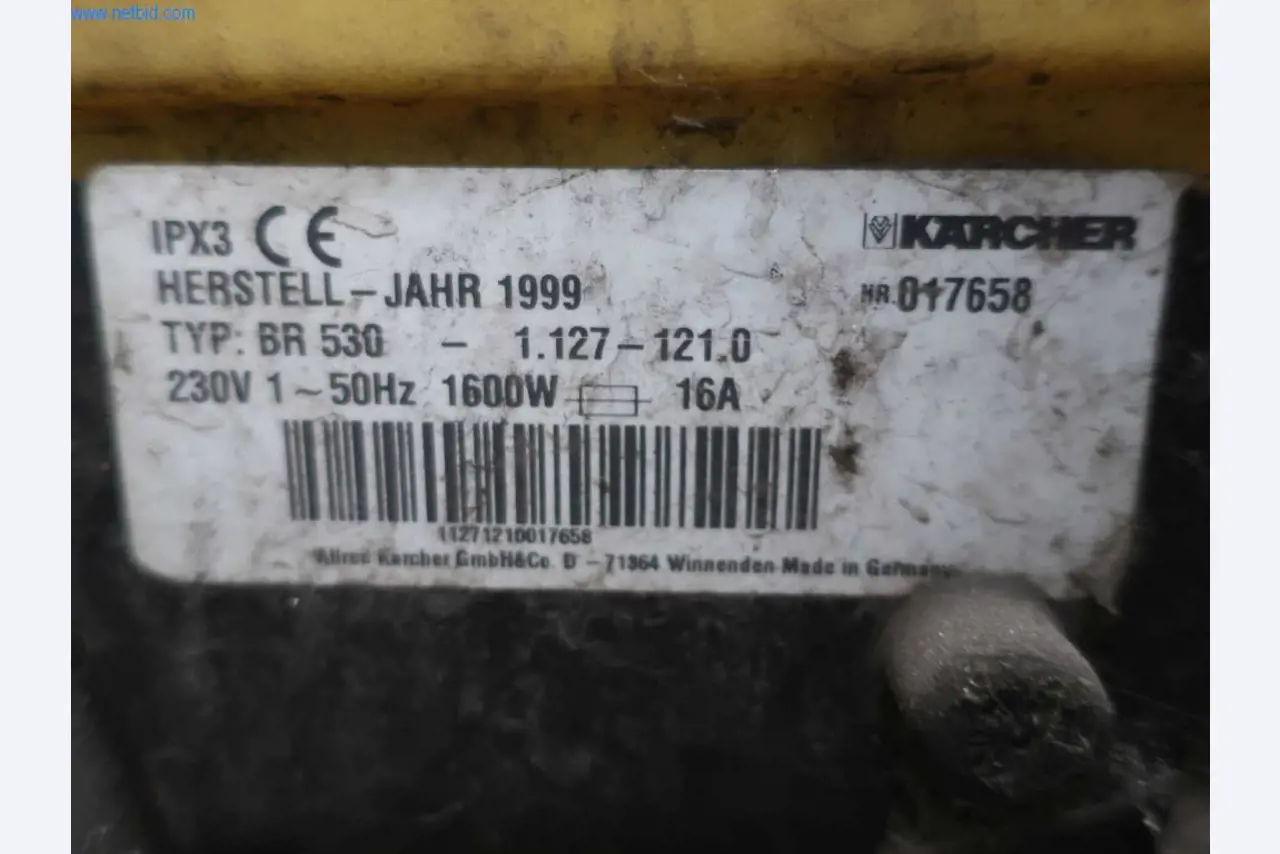 www.netbid.com
IPX3 CE
KARCHER
HERSTELL-JAHR 1999
NR.017658
TYP: BR 530 - 1.127-121.0
230V 1~50Hz 1600W 16A
11271210017658
Alfred Karcher GmbH&Co. D - 71364 Winnenden Made in Germany